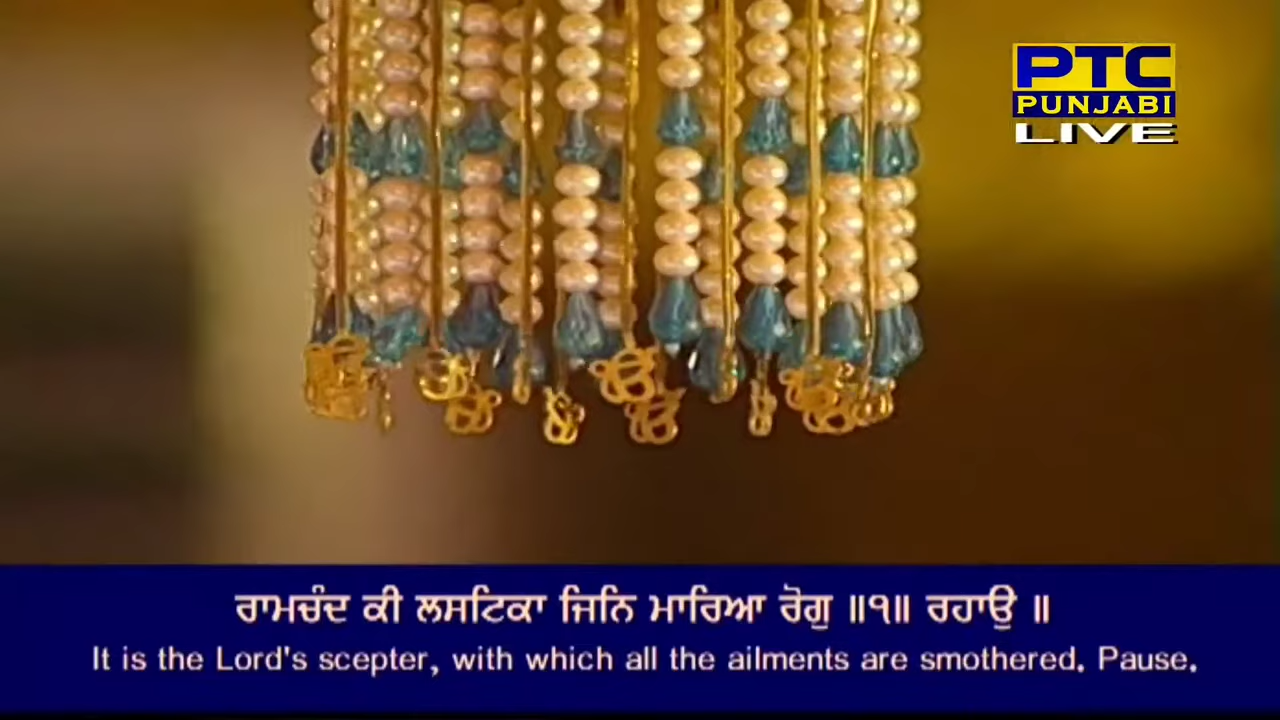 PTC
PUNJABI
LIVE
ਰਾਮਚੰਦ ਕੀ ਲਸਟਿਕਾ ਜਿਨਿ ਮਾਰਿਆ ਰੋਗੁ ॥੧॥ ਰਹਾਉ ॥
It is the Lord's scepter, with which all the ailments are smothered. Pause.